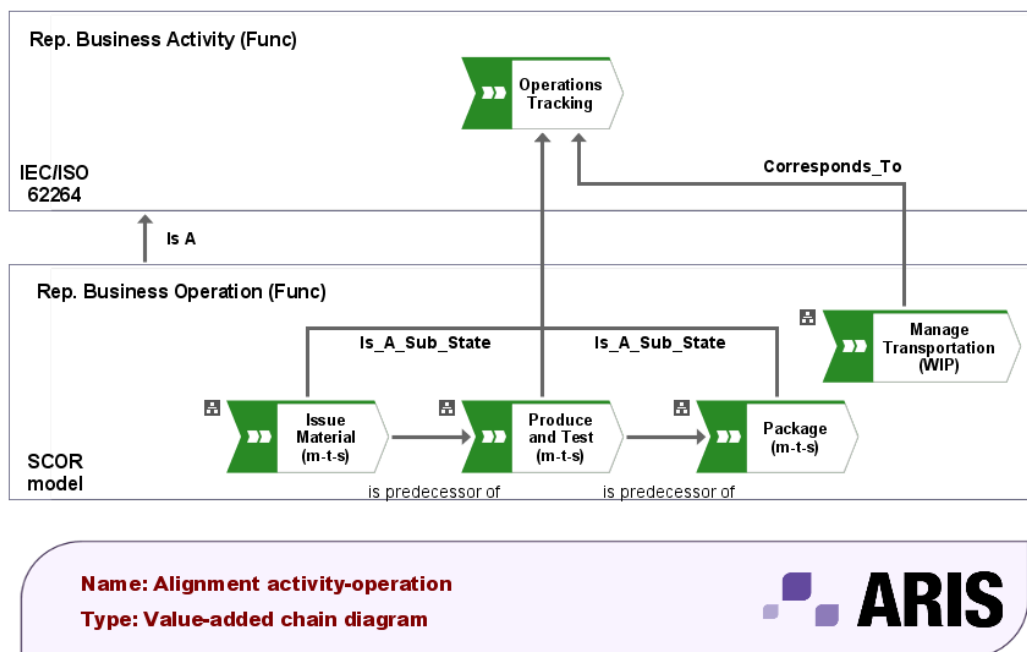 Rep. Business Activity (Func)
Operations
Tracking
IEC/ISO
62264
Corresponds_To
Is A
Rep. Business Operation (Func)
Is_A_Sub_State
Is_A_Sub_State
Manage
Transportation
(WIP)
Issue
Material
(m-t-s)
Produce
and Test
(m-t-s)
Package
(m-t-s)
SCOR
model
is predecessor of
is predecessor of
Name: Alignment activity-operation
Type: Value-added chain diagram
ARIS